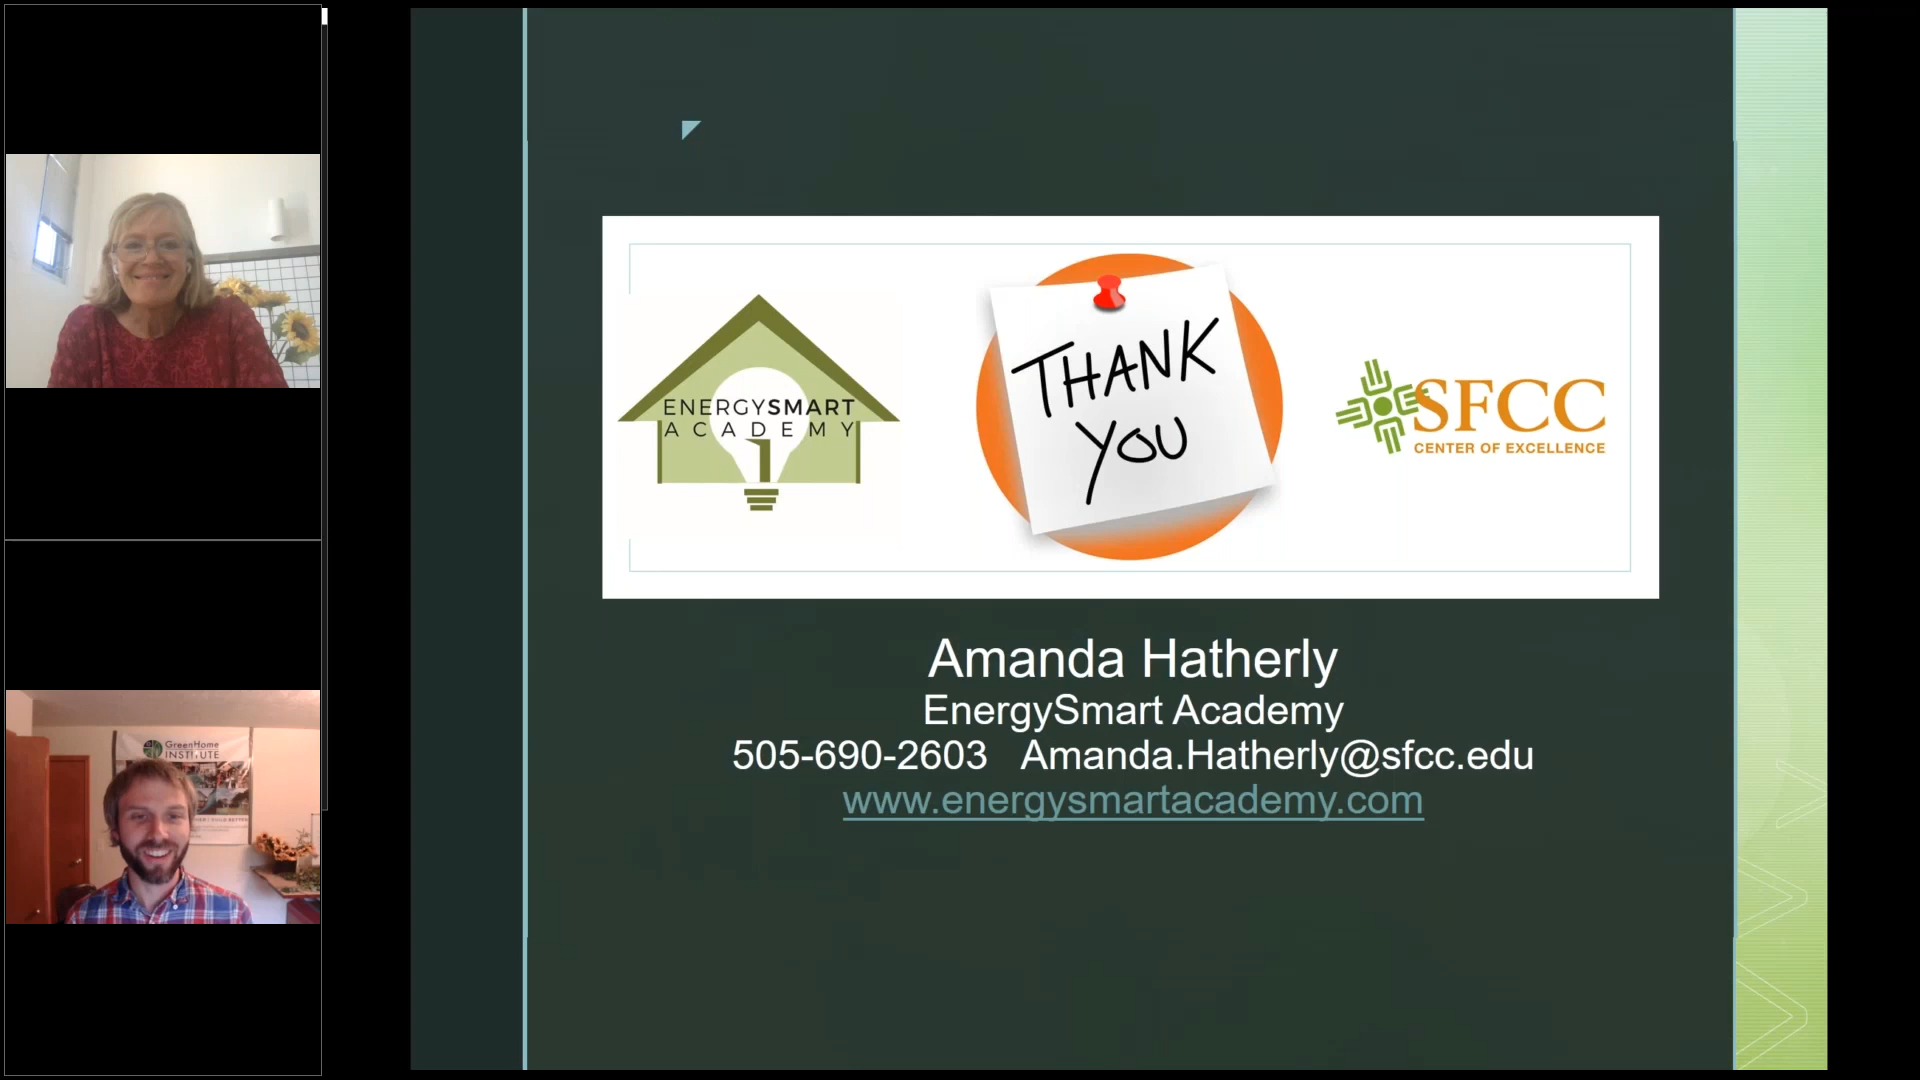 GreenHome
INSTITUTE
ENERGYSMART
ACADEMY
THANK
YOU
SFCC
CENTER OF EXCELLENCE
Amanda Hatherly
EnergySmart Academy
505-690-2603 Amanda.Hatherly@sfcc.edu
www.energysmartacademy.com